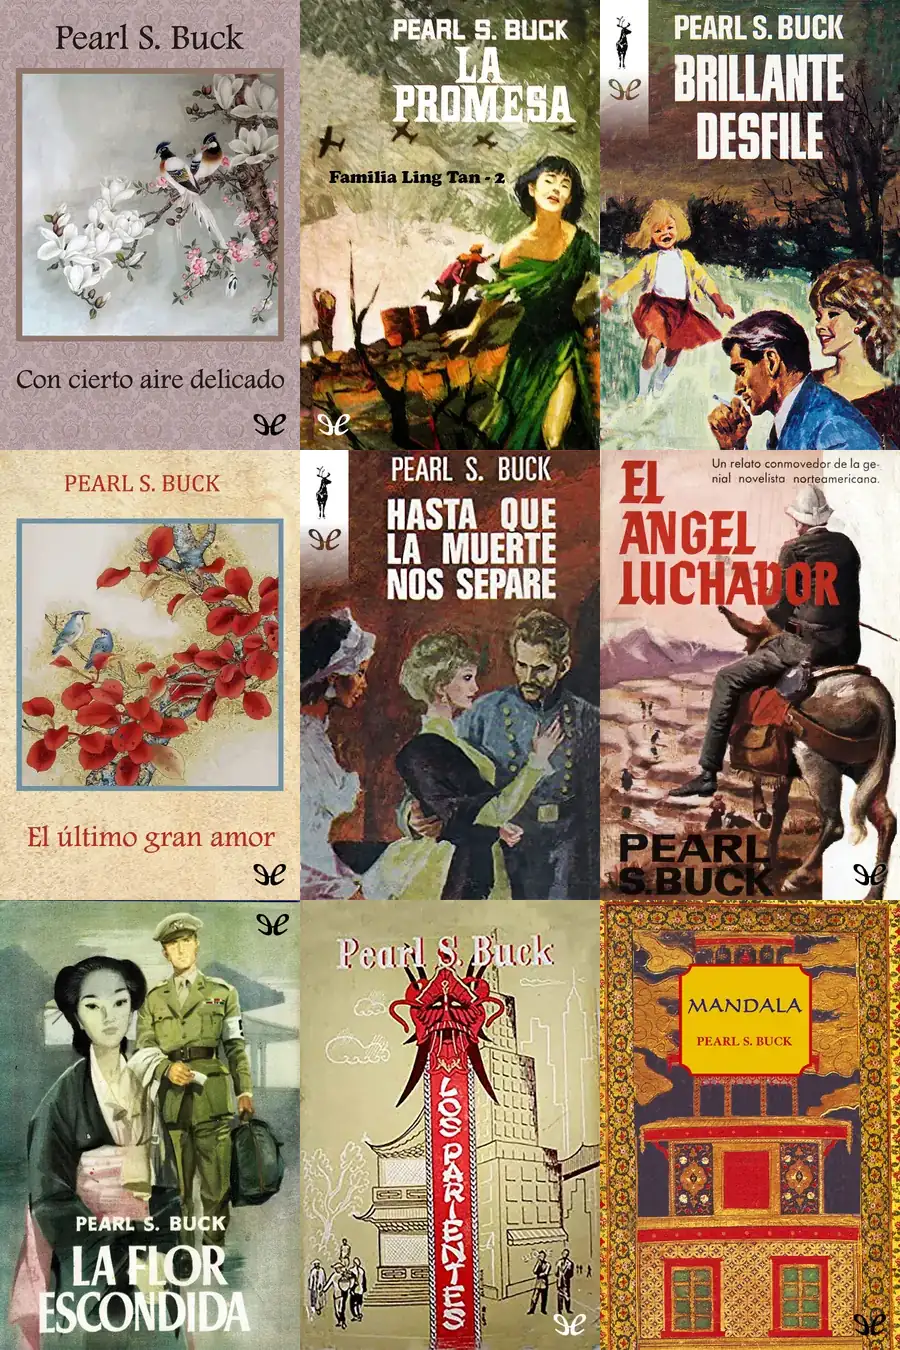 Pearl S. Buck
Con cierto aire delicado
PEARL S. BUCK
LA
PROMESA
Familia Ling Tan - 2
PEARL S. BUCK
BRILLANTE
DESFILE
PEARL S. BUCK
El último gran amor
PEARL S. BUCK
HASTA QUE
LA MUERTE
NOS SEPARE
Un relato conmovedor de la ge-
nial novelista norteamericana.
EL
ANGEL
LUCHADOR
PEARL
S. BUCK
PEARL S. BUCK
LA FLOR
ESCONDIDA
Pearl S. Buck
LOS PARIENTES
MANDALA
PEARL S. BUCK